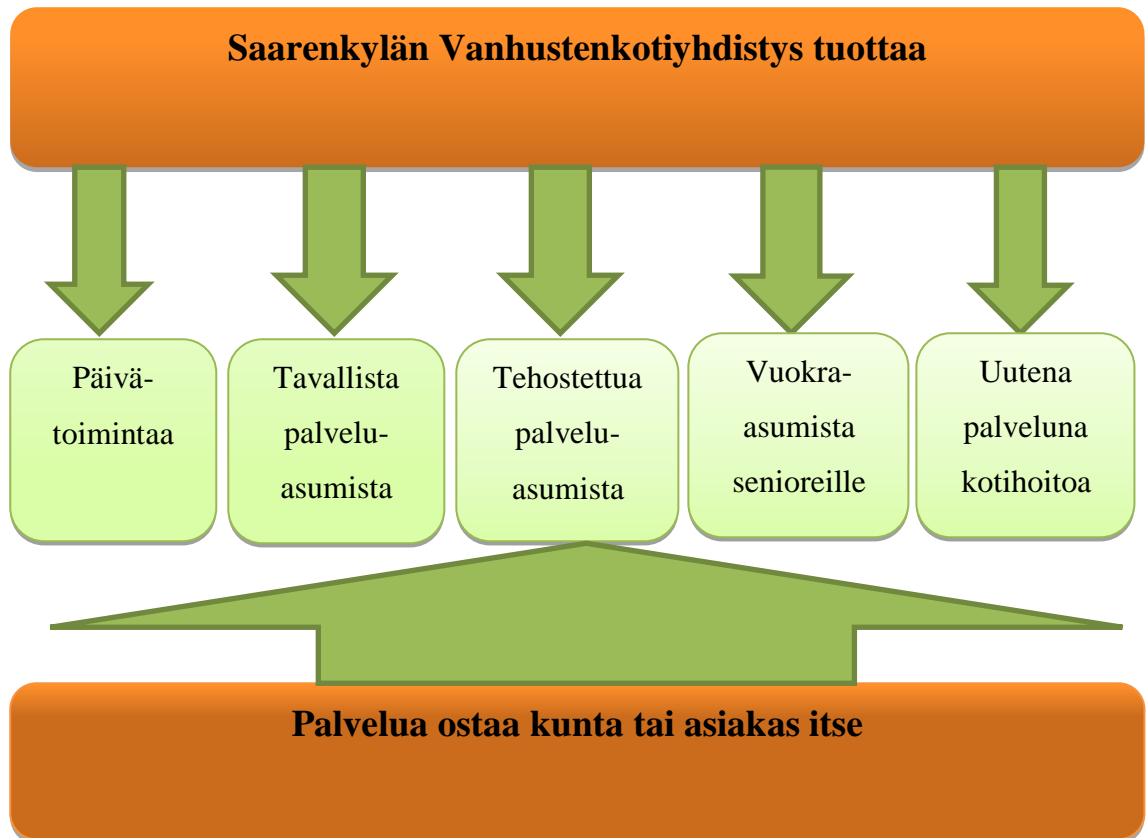 Saarenkylän Vanhustenkotiyhdistys tuottaa
Päivä-
toimintaa
Tavallista
palvelu-
asumista
Tehostettua
palvelu-
asumista
Vuokra-
asumista
senioreille
Uutena
palveluna
kotihoitoa
Palvelua ostaa kunta tai asiakas itse